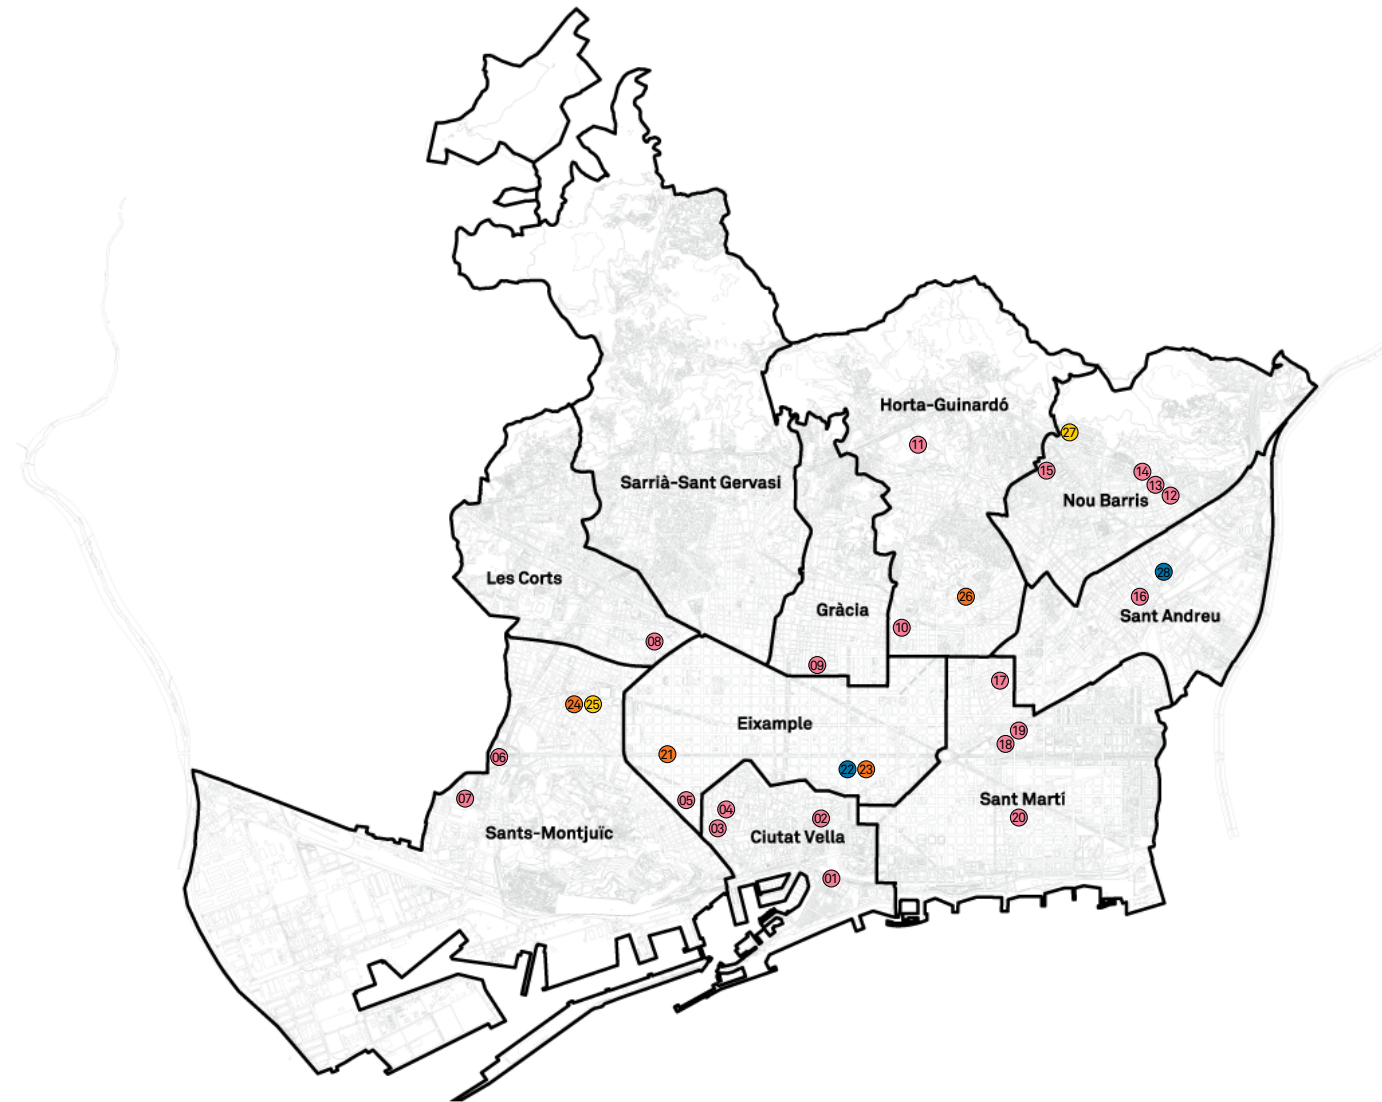 Horta-Guinardó
27
11
15
14
13
12
Sarrià-Sant Gervasi
Nou Barris
28
Les Corts
26
16
Gràcia
Sant Andreu
10
08
09
17
24 25
Eixample
19
18
21
06
22 23
07
05
Sant Martí
04
02
20
03
Sants-Montjuïc
Ciutat Vella
01